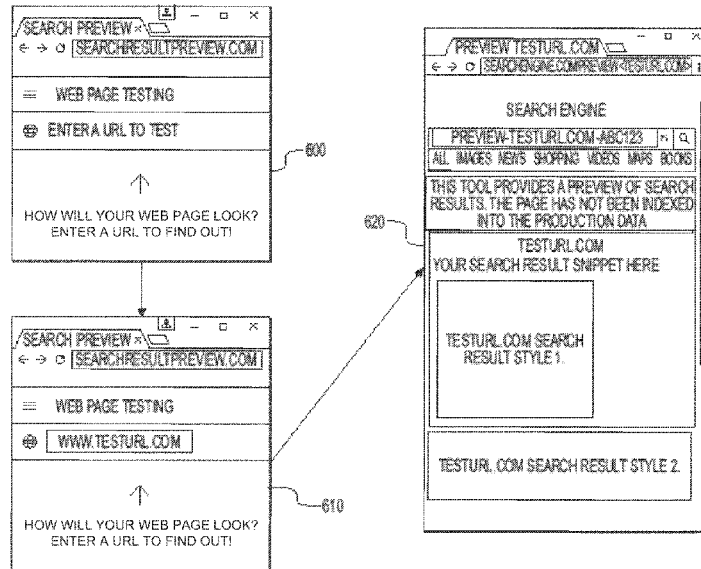 SEARCH PREVIEW ×
SEARCHRESULTPREVIEW.COM
WEB PAGE TESTING
ENTER A URL TO TEST
HOW WILL YOUR WEB PAGE LOOK?
ENTER A URL TO FIND OUT!
600
SEARCH PREVIEW ×
SEARCHRESULTPREVIEW.COM
WEB PAGE TESTING
WWW.TESTURL.COM
HOW WILL YOUR WEB PAGE LOOK?
ENTER A URL TO FIND OUT!
610
PREVIEW TESTURL.COM
SEARCHENGINE.COM/PREVIEW<TESTURL.COM>
SEARCH ENGINE
PREVIEW-TESTURL.COM-ABC123
ALL IMAGES NEWS SHOPPING VIDEOS MAPS BOOKS
THIS TOOL PROVIDES A PREVIEW OF SEARCH
RESULTS. THE PAGE HAS NOT BEEN INDEXED
INTO THE PRODUCTION DATA
620
TESTURL.COM
YOUR SEARCH RESULT SNIPPET HERE
TESTURL.COM SEARCH
RESULT STYLE 1.
TESTURL.COM SEARCH RESULT STYLE 2.